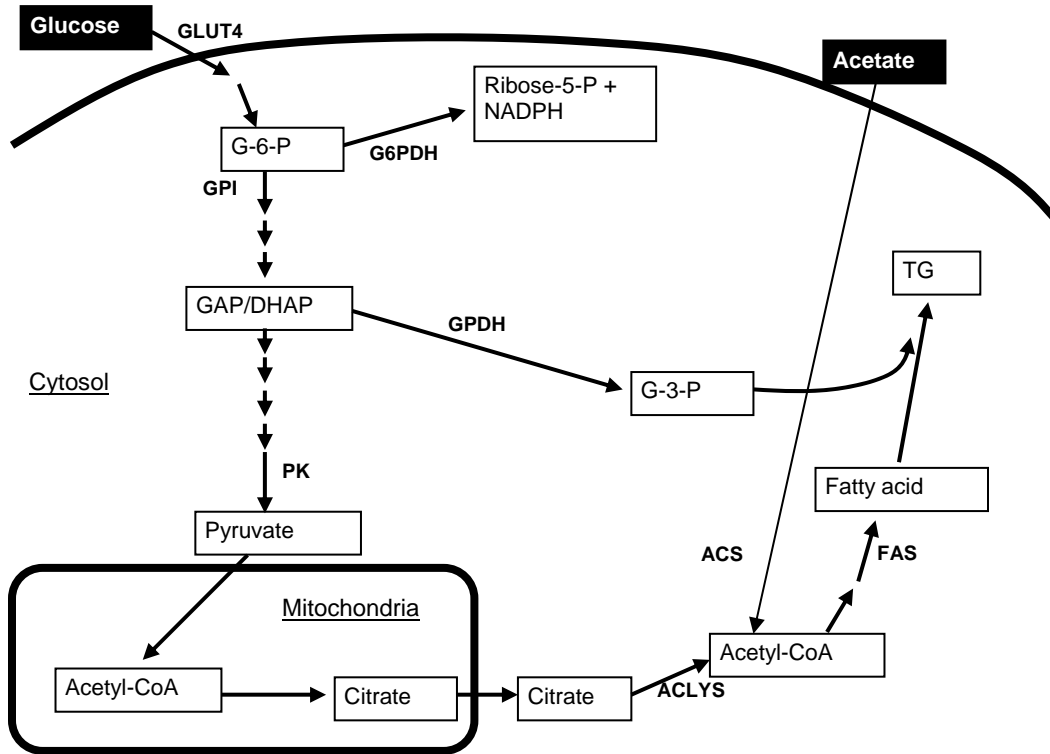 Glucose
GLUT4
Acetate
Ribose-5-P +
NADPH
G-6-P
G6PDH
GPI
TG
GAP/DHAP
GPDH
Cytosol
G-3-P
PK
Fatty acid
Pyruvate
ACS
FAS
Mitochondria
Acetyl-CoA
Acetyl-CoA
Citrate
Citrate
ACLYS